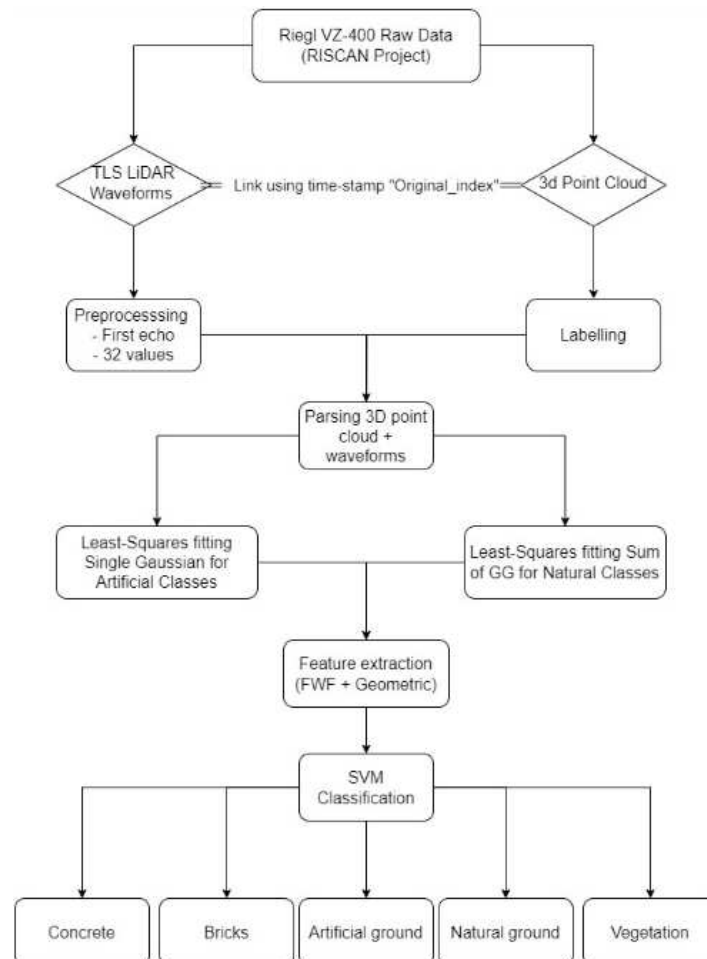 Riegl VZ-400 Raw Data
(RISCAN Project)
TLS LiDAR
Waveforms
Link using time-stamp "Original_index"
3d Point Cloud
Preprocesssing
- First echo
- 32 values
Labelling
Parsing 3D point
cloud +
waveforms
Least-Squares fitting
Single Gaussian for
Artificial Classes
Least-Squares fitting Sum
of GG for Natural Classes
Feature extraction
(FWF + Geometric)
SVM
Classification
Concrete
Bricks
Artificial ground
Natural ground
Vegetation